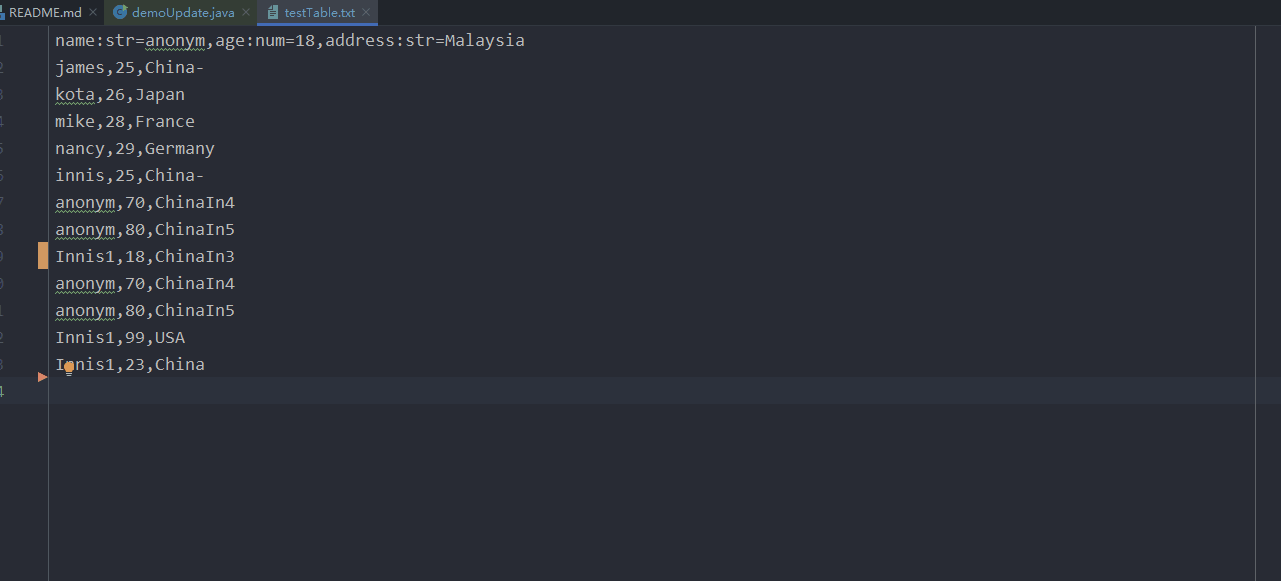 README.md demoUpdate.java testTable.txt
name:str=anonym,age:num=18,address:str=Malaysia
james,25,China-
kota,26,Japan
mike,28,France
nancy,29,Germany
innis,25,China-
anonym,70,ChinaIn4
anonym,80,ChinaIn5
Innis1,18,ChinaIn3
anonym,70,ChinaIn4
anonym,80,ChinaIn5
Innis1,99,USA
Innis1,23,China